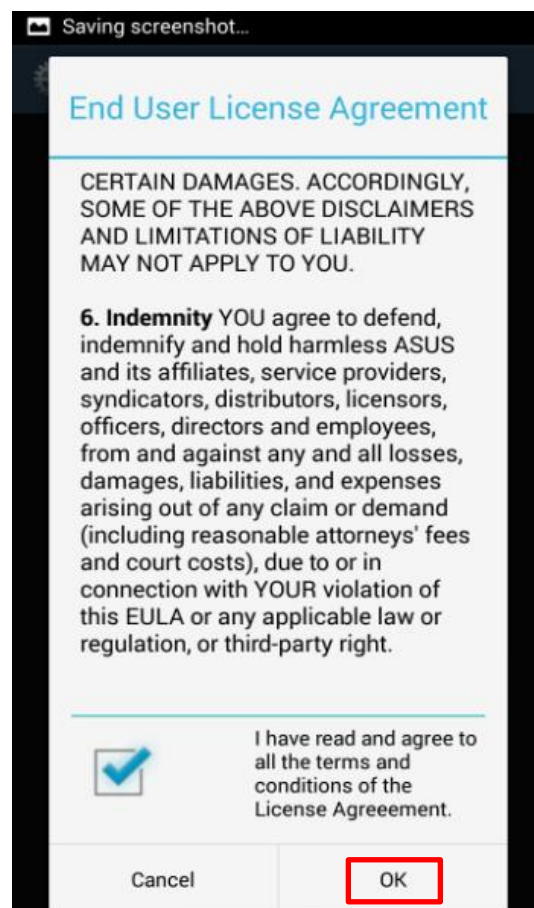 Saving screenshot...
End User License Agreement
CERTAIN DAMAGES. ACCORDINGLY,
SOME OF THE ABOVE DISCLAIMERS
AND LIMITATIONS OF LIABILITY
MAY NOT APPLY TO YOU.
6. Indemnity YOU agree to defend,
indemnify and hold harmless ASUS
and its affiliates, service providers,
syndicators, distributors, licensors,
officers, directors and employees,
from and against any and all losses,
damages, liabilities, and expenses
arising out of any claim or demand
(including reasonable attorneys' fees
and court costs), due to or in
connection with YOUR violation of
this EULA or any applicable law or
regulation, or third-party right.
I have read and agree to
all the terms and
conditions of the
License Agreeement.
Cancel
OK